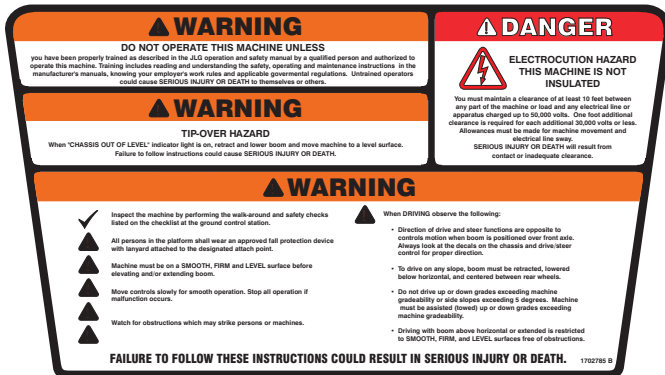 WARNING
DO NOT OPERATE THIS MACHINE UNLESS
you have been properly trained as described in the JLG operation and safety manual by a qualified person and authorized to
operate this machine. Training includes reading and understanding the safety, operating and maintenance instructions in the
manufacturer's manuals, knowing your employer's work rules and applicable govermental regulations. Untrained operators
could cause SERIOUS INJURY OR DEATH to themselves or others.
WARNING
TIP-OVER HAZARD
When "CHASSIS OUT OF LEVEL" indicator light is on, retract and lower boom and move machine to a level surface.
Failure to follow instructions could cause SERIOUS INJURY OR DEATH.
DANGER
ELECTROCUTION HAZARD
THIS MACHINE IS NOT
INSULATED
You must maintain a clearance of at least 10 feet between
any part of the machine or load and any electrical line or
apparatus charged up to 50,000 volts. One foot additional
clearance is required for each additional 30,000 volts or less.
Allowances must be made for machine movement and
electrical line sway.
SERIOUS INJURY OR DEATH will result from
contact or inadequate clearance.
WARNING
Inspect the machine by performing the walk-around and safety checks
listed on the checklist at the ground control station.
All persons in the platform shall wear an approved fall protection device
with lanyard attached to the designated attach point.
Machine must be on a SMOOTH, FIRM and LEVEL surface before
elevating and/or extending boom.
Move controls slowly for smooth operation. Stop all operation if
malfunction occurs.
Watch for obstructions which may strike persons or machines.
When DRIVING observe the following:
• Direction of drive and steer functions are opposite to
controls motion when boom is positioned over front axle.
Always look at the decals on the chassis and drive/steer
control for proper direction.
• To drive on any slope, boom must be retracted, lowered
below horizontal, and centered between rear wheels.
• Do not drive up or down grades exceeding machine
gradeability or side slopes exceeding 5 degrees. Machine
must be assisted (towed) up or down grades exceeding
machine gradeability.
• Driving with boom above horizontal or extended is restricted
to SMOOTH, FIRM, and LEVEL surfaces free of obstructions.
FAILURE TO FOLLOW THESE INSTRUCTIONS COULD RESULT IN SERIOUS INJURY OR DEATH. 1702785 B